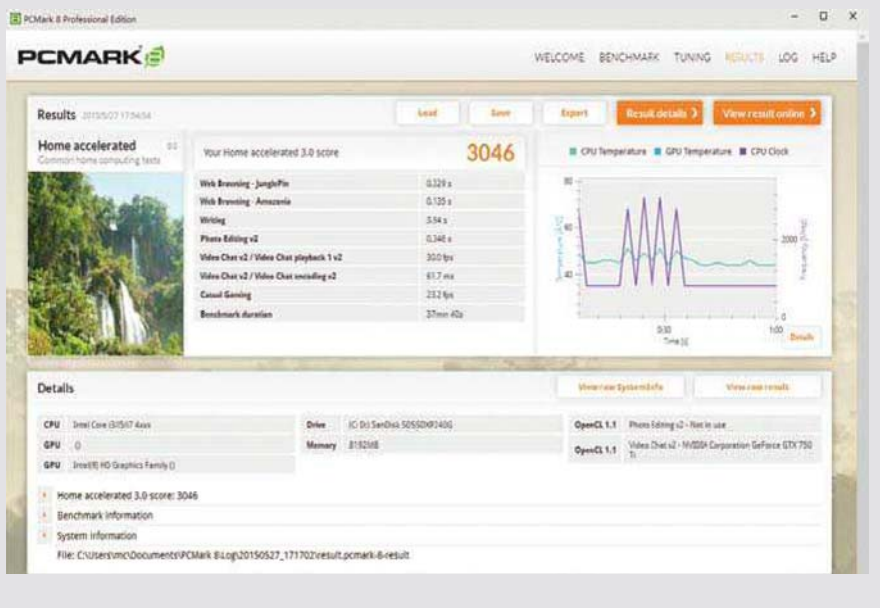 PCMark 8 Professional Edition
PCMARK 8
WELCOME BENCHMARK TUNING RESULTS LOG HELP
Results 2015/5/27 17:54:54
Load Save Export Result details View result online
Home accelerated
Common home computing tests
Your Home accelerated 3.0 score 3046
Web Browsing - JunglePin 0.329 s
Web Browsing - Amazonia 0.135 s
Writing 3.94 s
Photo Editing v2 0.346 s
Video Chat v2 / Video Chat playback 1 v2 30.0 fps
Video Chat v2 / Video Chat encoding v2 61.7 ms
Casual Gaming 23.2 fps
Benchmark duration 37min 40s
CPU Temperature GPU Temperature CPU Clock
80
60
40
2000
0
0:30 1:00
Time [s]
Details
Details
View raw SystemInfo View raw results
CPU Intel Core i3/i5/i7 4xxx
GPU ()
GPU Intel(R) HD Graphics Family ()
Drive (C: D:) SanDisk
Memory 8192MB
OpenCL 1.1 Photo Editing v2 - Not in use
OpenCL 1.1 Video Chat v2 - NVIDIA Corporation GeForce GTX 750
Ti
Home accelerated 3.0 score: 3046
Benchmark information
System information
File: C:\Users\mc\Documents\PCMark 8\Log\20150527_171702\result.pcmark-8-result